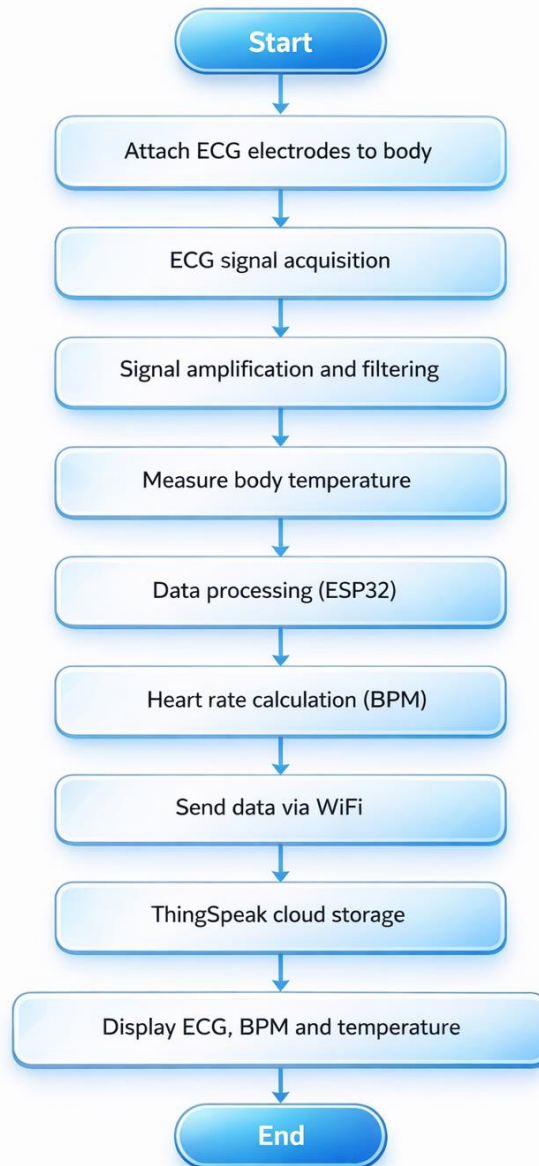 Start
Attach ECG electrodes to body
ECG signal acquisition
Signal amplification and filtering
Measure body temperature
Data processing (ESP32)
Heart rate calculation (BPM)
Send data via WiFi
ThingSpeak cloud storage
Display ECG, BPM and temperature
End